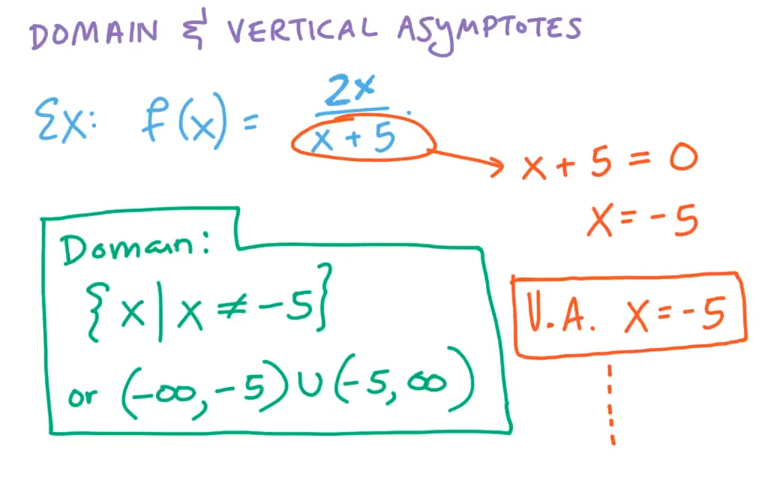 DOMAIN & VERTICAL ASYMPTOTES
Ex: f(x) = 2x / x + 5
x + 5 = 0
x = -5
Domain:
{x | x ≠ -5}
or (-∞, -5) ∪ (-5, ∞)
V.A. x = -5